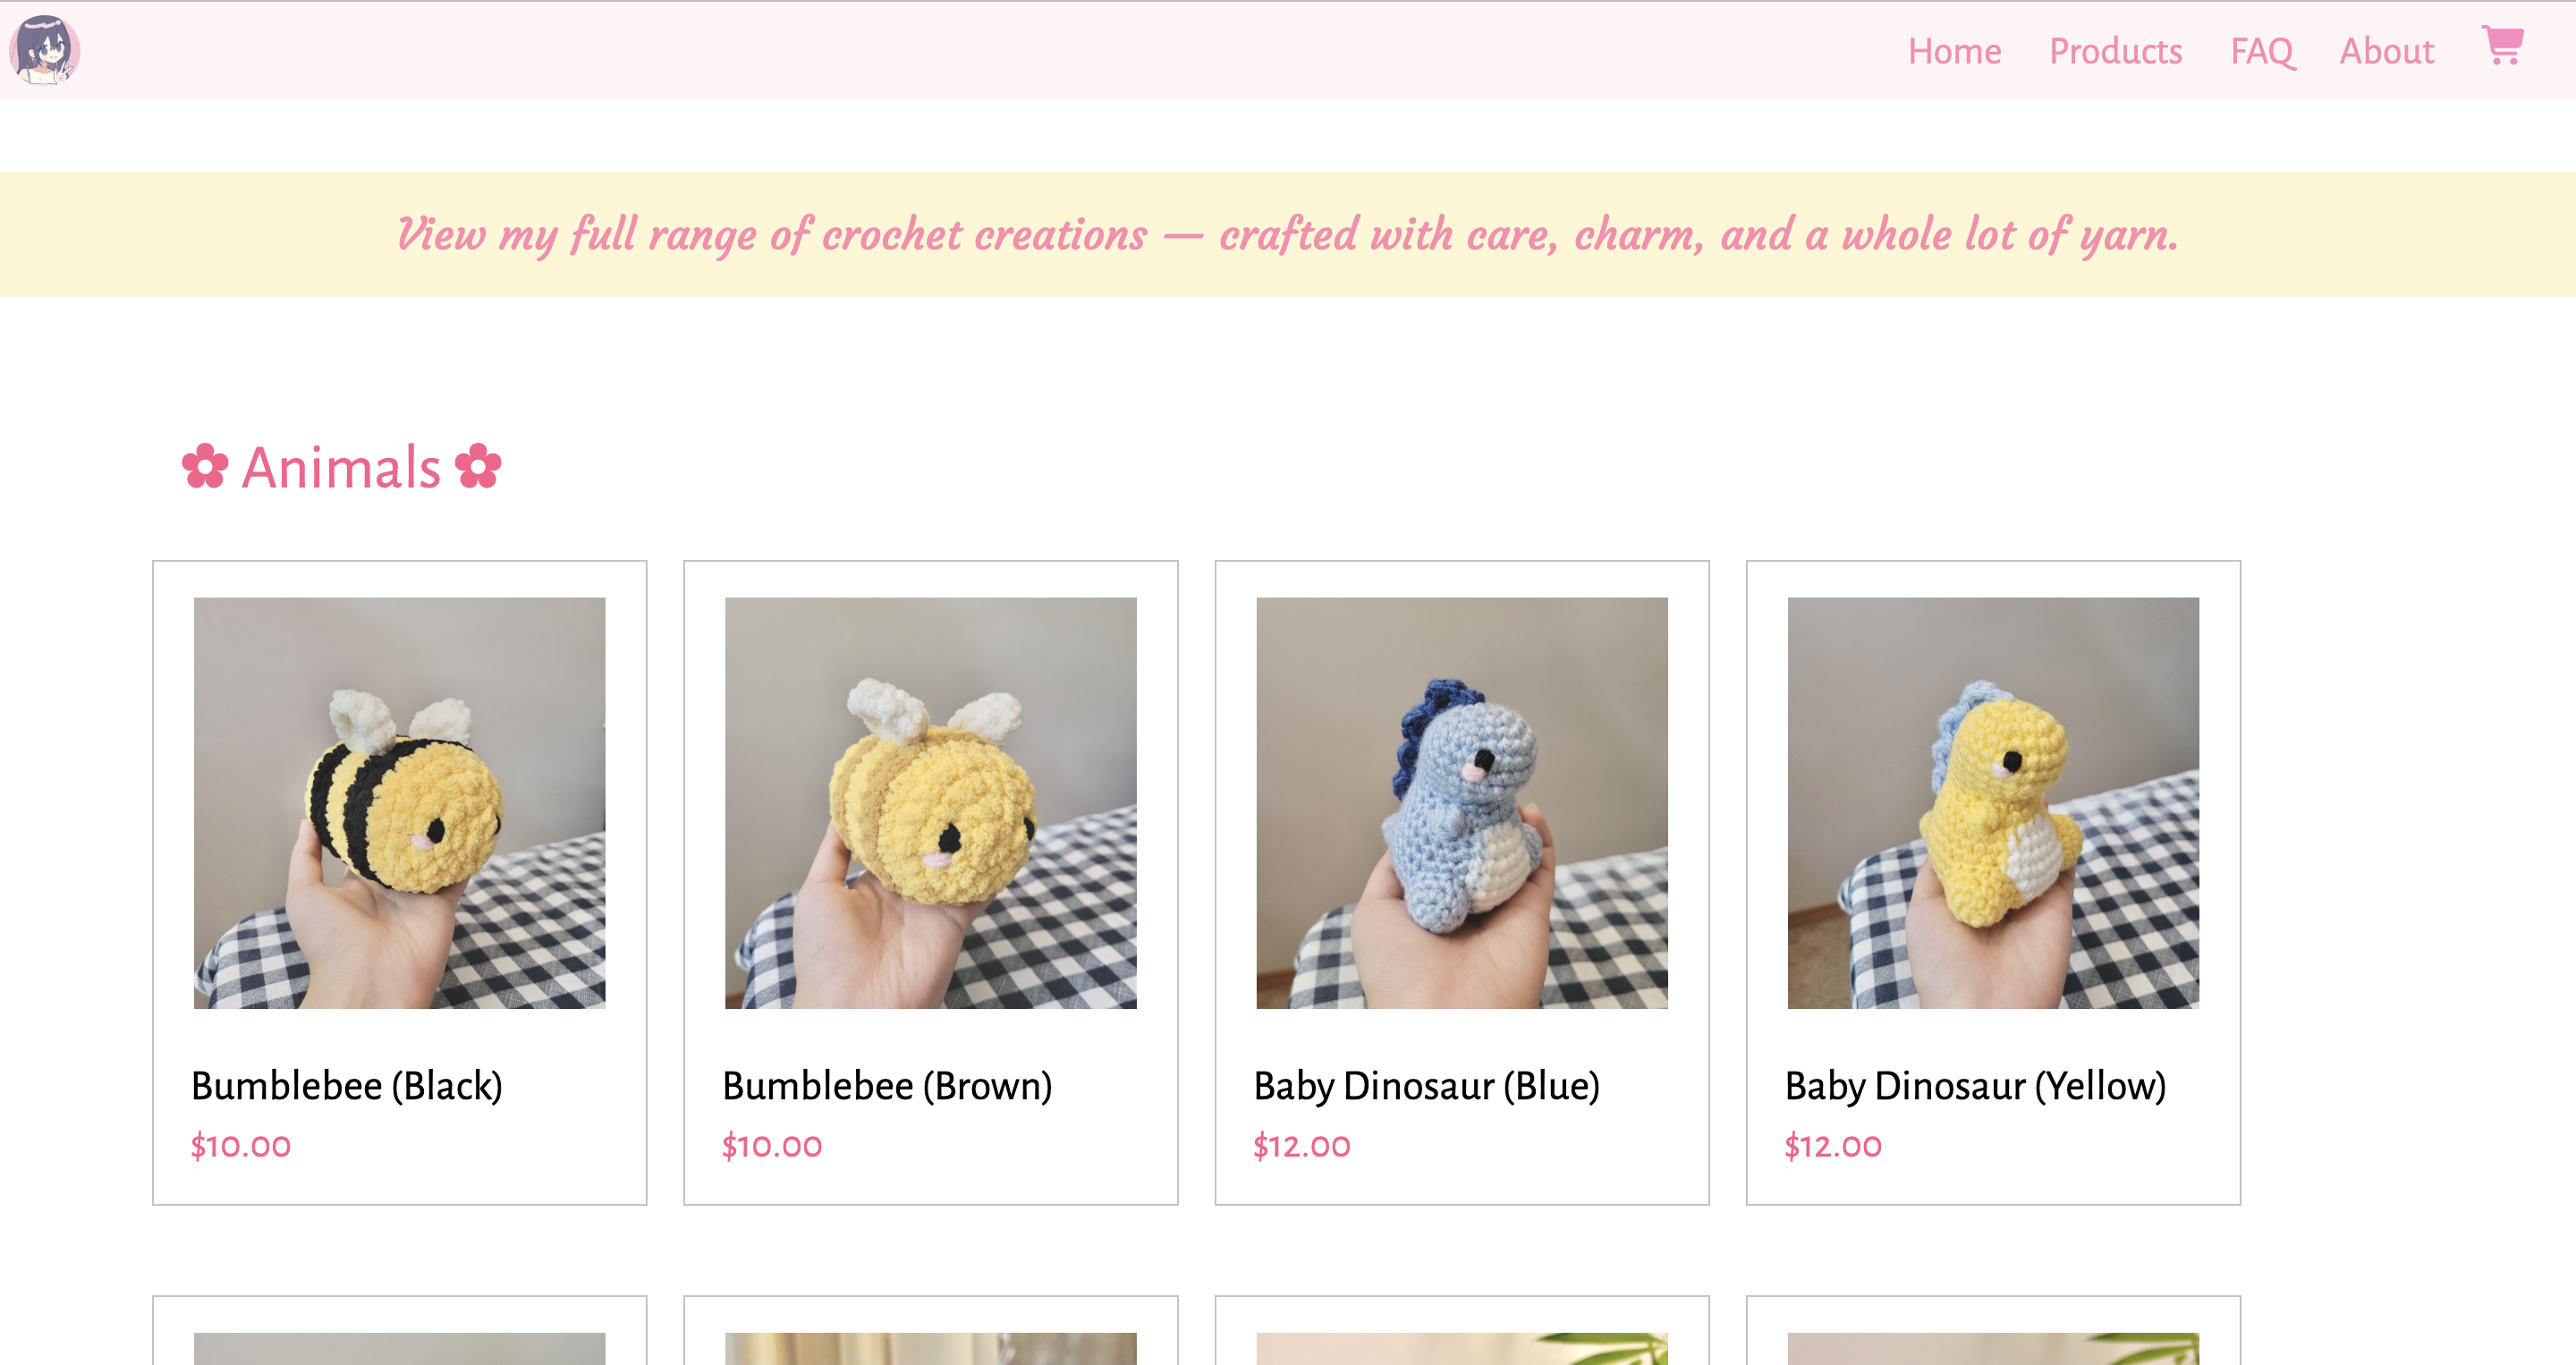 Home Products FAQ About
View my full range of crochet creations — crafted with care, charm, and a whole lot of yarn.
✿ Animals ✿
Bumblebee (Black)
$10.00
Bumblebee (Brown)
$10.00
Baby Dinosaur (Blue)
$12.00
Baby Dinosaur (Yellow)
$12.00